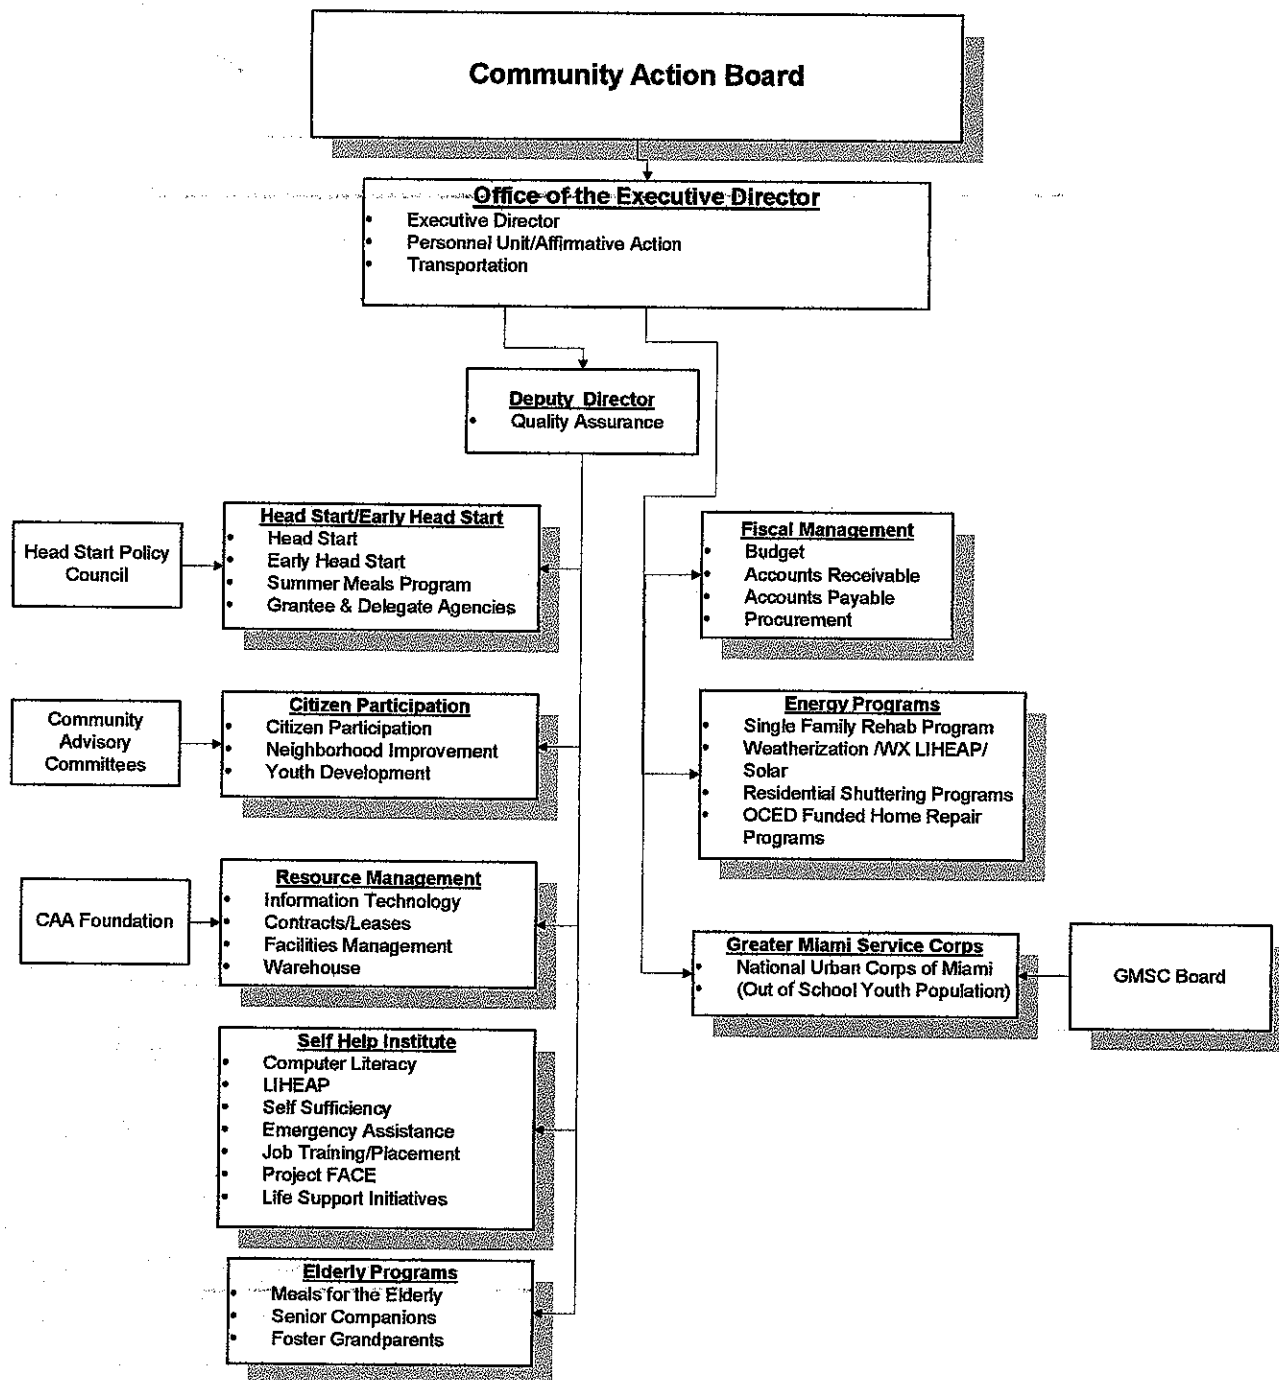 Community Action Board
Office of the Executive Director
• Executive Director
• Personnel Unit/Affirmative Action
• Transportation
Deputy Director
• Quality Assurance
Head Start Policy
Council
Head Start/Early Head Start
• Head Start
• Early Head Start
• Summer Meals Program
• Grantee & Delegate Agencies
Fiscal Management
• Budget
• Accounts Receivable
• Accounts Payable
• Procurement
Community
Advisory
Committees
Citizen Participation
• Citizen Participation
• Neighborhood Improvement
• Youth Development
Energy Programs
• Single Family Rehab Program
• Weatherization /WX LIHEAP/
Solar
• Residential Shuttering Programs
• OCED Funded Home Repair
Programs
CAA Foundation
Resource Management
• Information Technology
• Contracts/Leases
• Facilities Management
• Warehouse
Greater Miami Service Corps
• National Urban Corps of Miami
• (Out of School Youth Population)
GMSC Board
Self Help Institute
• Computer Literacy
• LIHEAP
• Self Sufficiency
• Emergency Assistance
• Job Training/Placement
• Project FACE
• Life Support Initiatives
Elderly Programs
• Meals for the Elderly
• Senior Companions
• Foster Grandparents